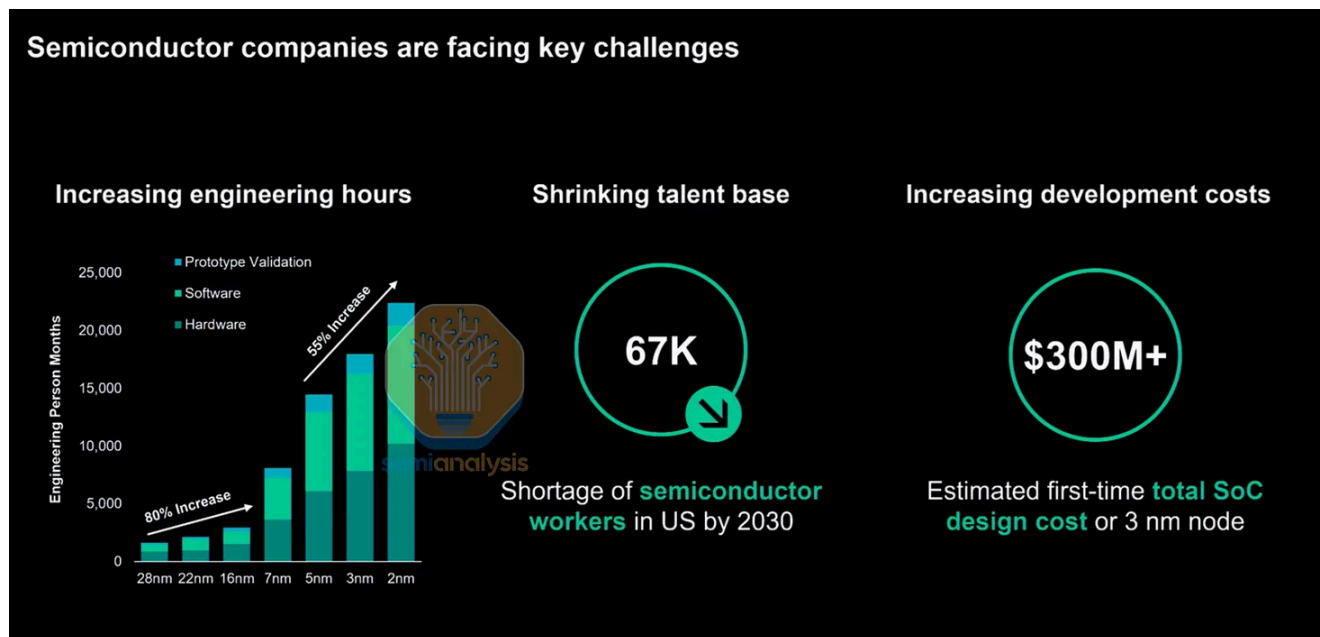 Semiconductor companies are facing key challenges
Increasing engineering hours
Prototype Validation
Software
Hardware
Engineering Person Months
25,000
20,000
15,000
10,000
5,000
0
80% Increase
55% Increase
28nm 22nm 16nm 7nm 5nm 3nm 2nm
semianalysis
Shrinking talent base
67K
Shortage of semiconductor
workers in US by 2030
Increasing development costs
$300M+
Estimated first-time total SoC
design cost or 3 nm node